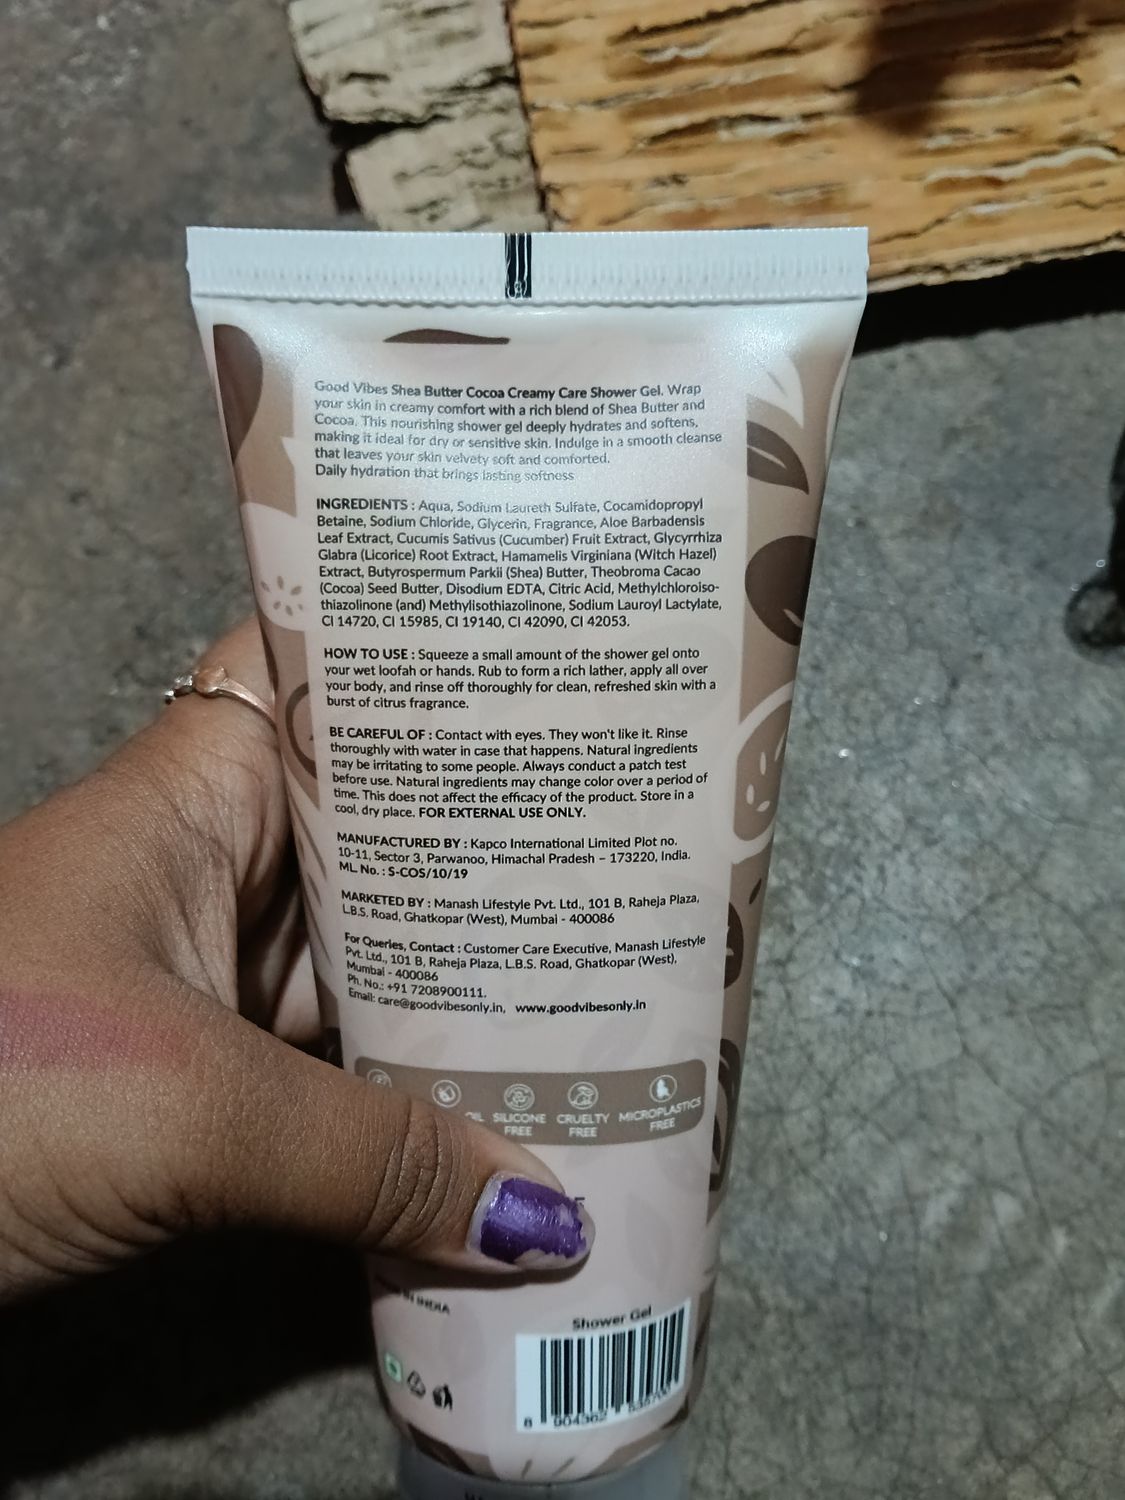 Good Vibes Shea Butter Cocoa Creamy Care Shower Gel. Wrap
your skin in creamy comfort with a rich blend of Shea Butter and
Cocoa. This nourishing shower gel deeply hydrates and softens,
making it ideal for dry or sensitive skin. Indulge in a smooth cleanse
that leaves your skin velvety soft and comforted.
Daily hydration that brings lasting softness
INGREDIENTS : Aqua, Sodium Laureth Sulfate, Cocamidopropyl
Betaine, Sodium Chloride, Glycerin, Fragrance, Aloe Barbadensis
Leaf Extract, Cucumis Sativus (Cucumber) Fruit Extract, Glycyrrhiza
Glabra (Licorice) Root Extract, Hamamelis Virginiana (Witch Hazel)
Extract, Butyrospermum Parkii (Shea) Butter, Theobroma Cacao
(Cocoa) Seed Butter, Disodium EDTA, Citric Acid, Methylchloroiso-
thiazolinone (and) Methylisothiazolinone, Sodium Lauroyl Lactylate,
CI 14720, CI 15985, CI 19140, CI 42090, CI 42053.
HOW TO USE : Squeeze a small amount of the shower gel onto
your wet loofah or hands. Rub to form a rich lather, apply all over
your body, and rinse off thoroughly for clean, refreshed skin with a
burst of citrus fragrance.
BE CAREFUL OF : Contact with eyes. They won't like it. Rinse
thoroughly with water in case that happens. Natural ingredients
may be irritating to some people. Always conduct a patch test
before use. Natural ingredients may change color over a period of
time. This does not affect the efficacy of the product. Store in a
cool, dry place. FOR EXTERNAL USE ONLY.
MANUFACTURED BY : Kapco International Limited Plot no.
10-11, Sector 3, Parwanoo, Himachal Pradesh – 173220, India.
ML No. : S-COS/10/19
MARKETED BY : Manash Lifestyle Pvt. Ltd., 101 B, Raheja Plaza,
L.B.S. Road, Ghatkopar (West), Mumbai - 400086
For Queries, Contact : Customer Care Executive, Manash Lifestyle
Pvt. Ltd., 101 B, Raheja Plaza, L.B.S. Road, Ghatkopar (West),
Mumbai - 400086
Ph. No.: +91 7208900111.
Email: care@goodvibesonly.in, www.goodvibesonly.in
SILICONE CRUELTY MICROPLASTICS
FREE FREE FREE
IN INDIA
Shower Gel
8 904362